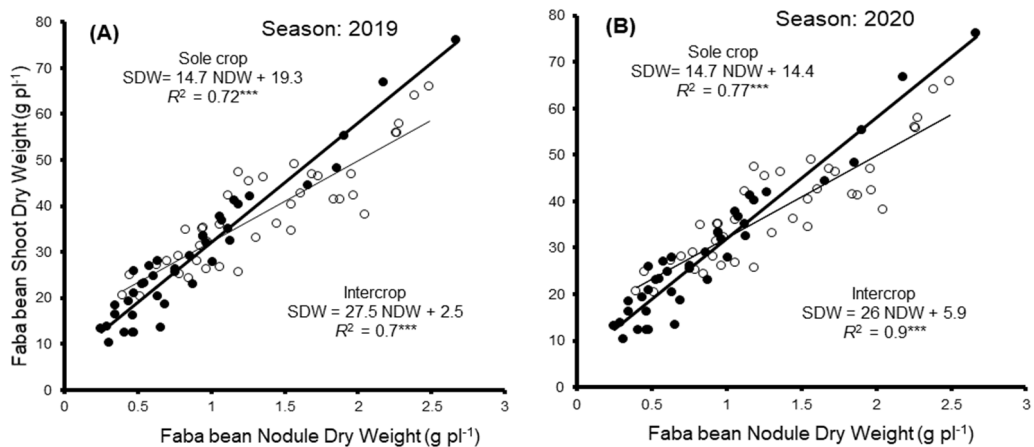 (A)
Season: 2019
Sole crop
SDW= 14.7 NDW + 19.3
R² = 0.72***
Intercrop
SDW = 27.5 NDW + 2.5
R² = 0.7***
Faba bean Shoot Dry Weight (g pl⁻¹)
80
70
60
50
40
30
20
10
0
0 0.5 1 1.5 2 2.5 3
Faba bean Nodule Dry Weight (g pl⁻¹)
(B)
Season: 2020
Sole crop
SDW= 14.7 NDW + 14.4
R² = 0.77***
Intercrop
SDW = 26 NDW + 5.9
R² = 0.9***
80
70
60
50
40
30
20
10
0
0 0.5 1 1.5 2 2.5 3
Faba bean Nodule Dry Weight (g pl⁻¹)